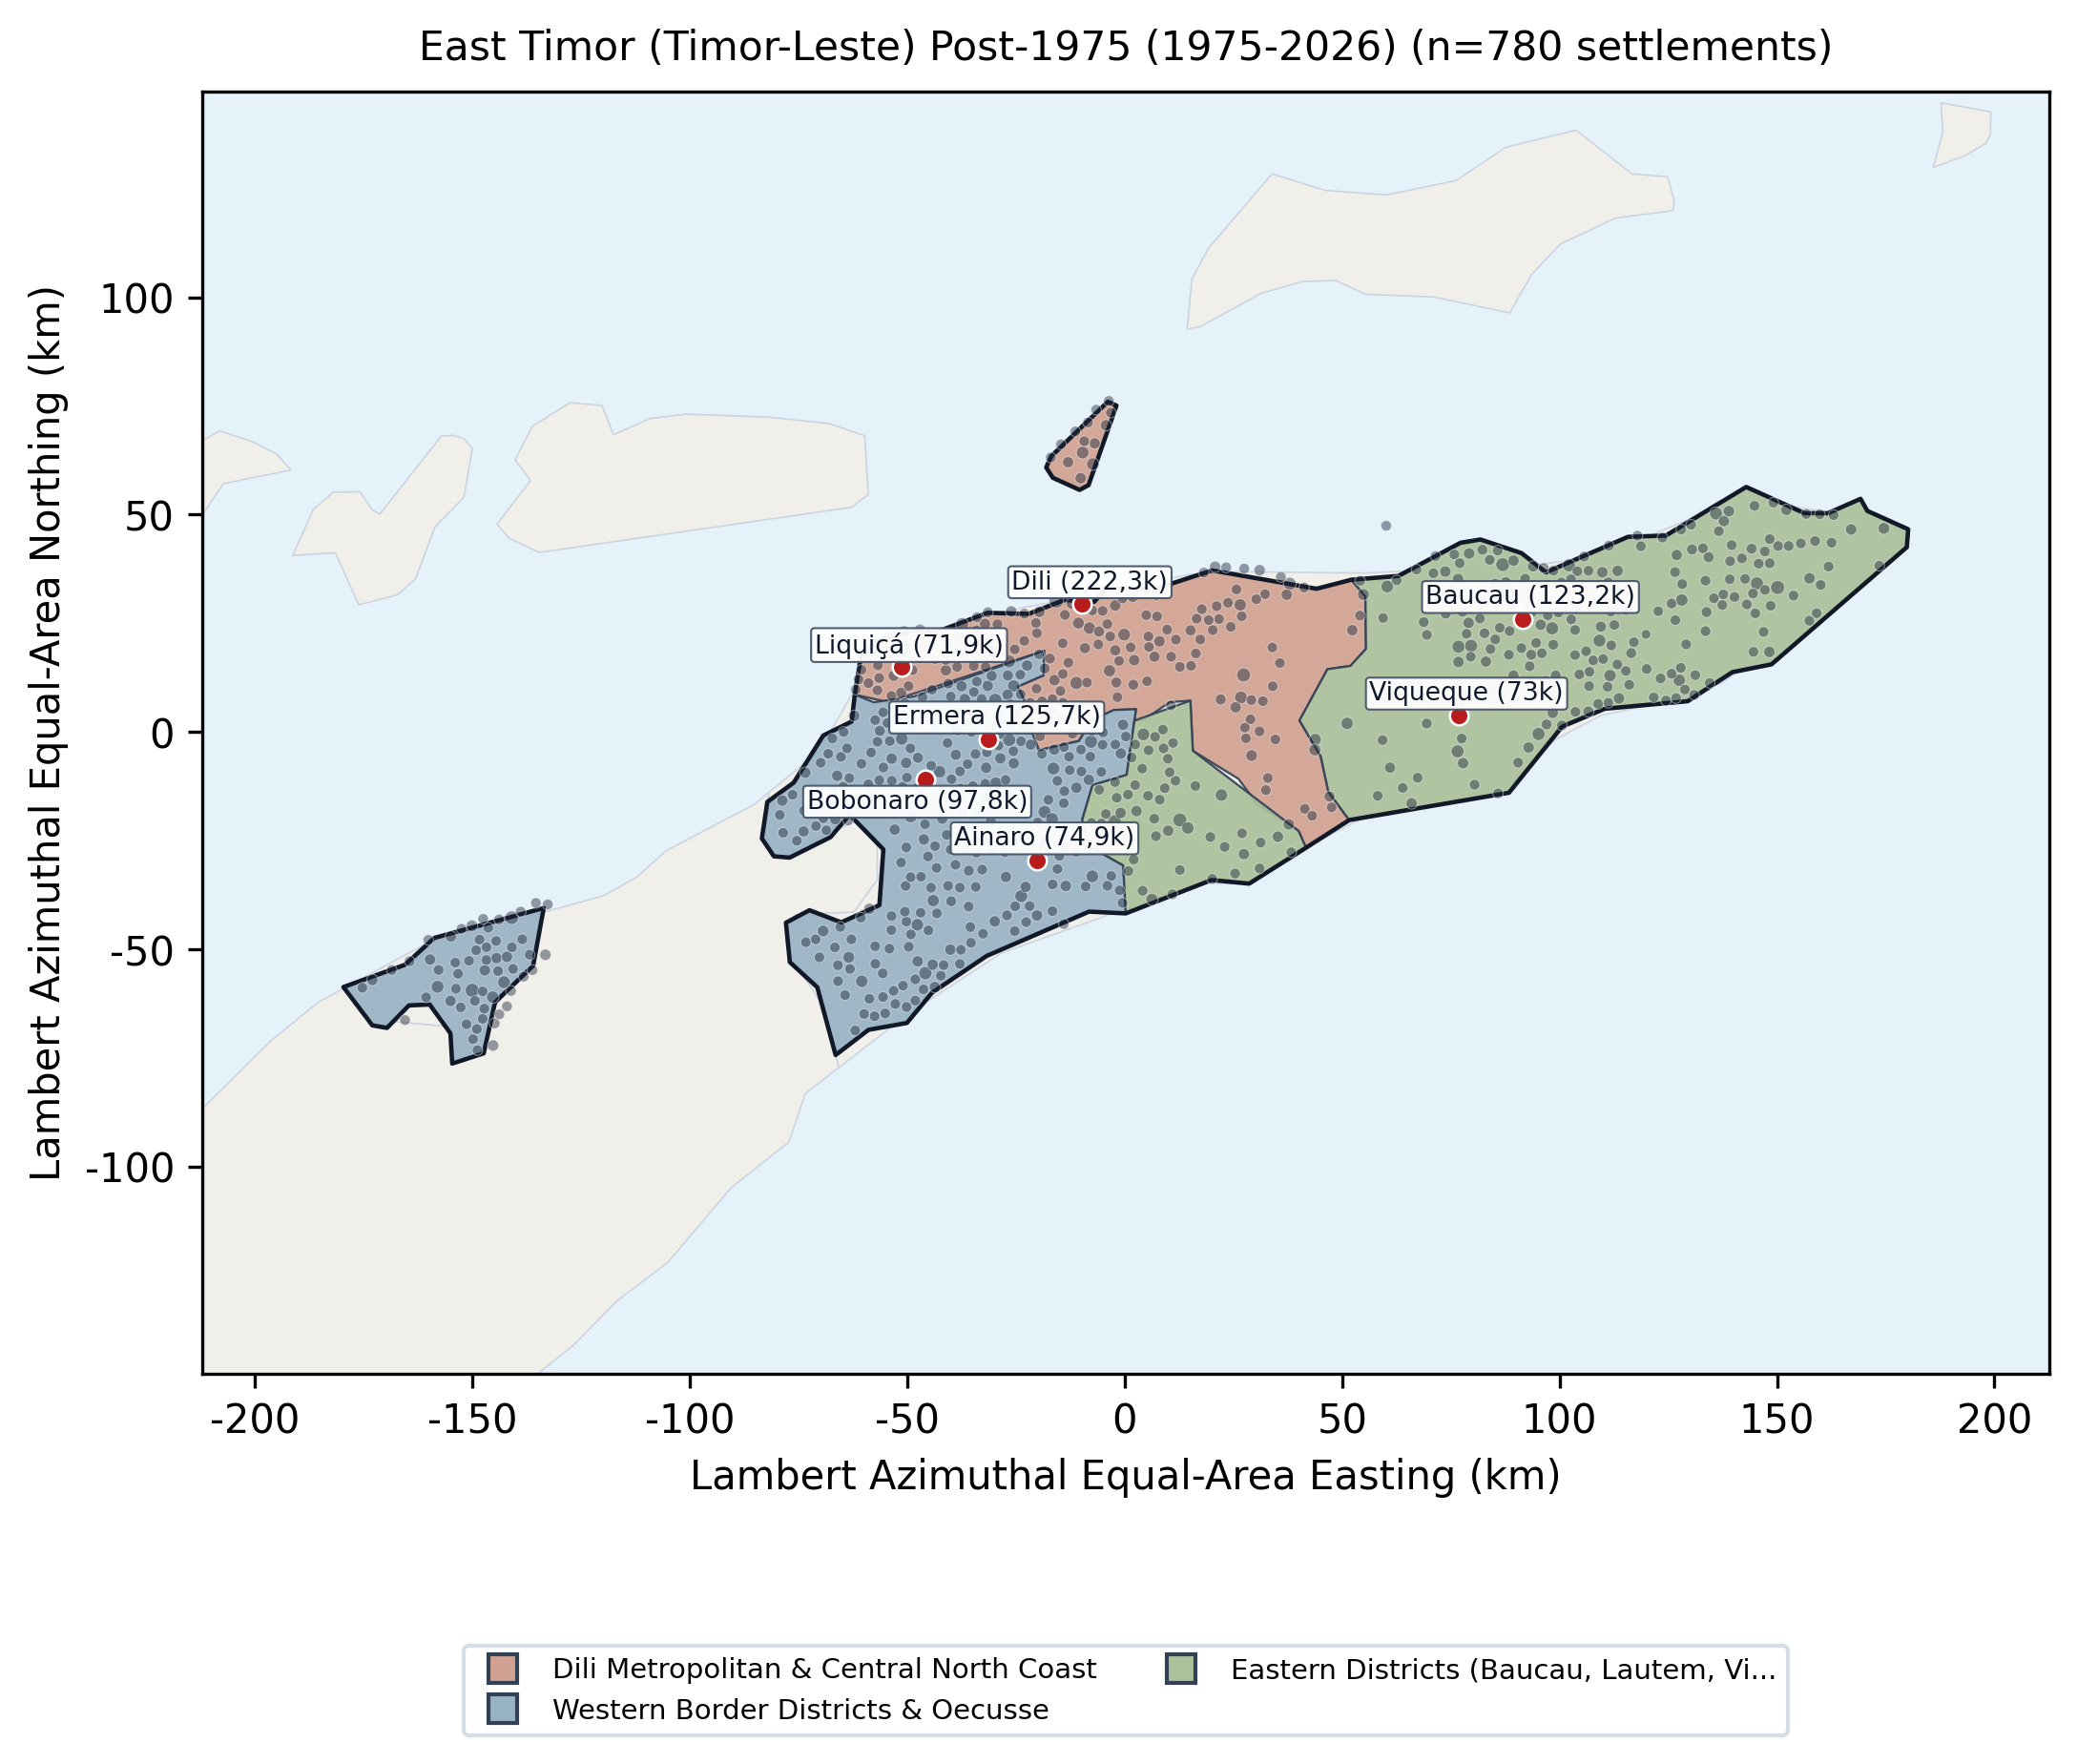 East Timor (Timor-Leste) Post-1975 (1975-2026) (n=780 settlements)
Lambert Azimuthal Equal-Area Northing (km)
100
50
0
-50
-100
Dili (222,3k)
Baucau (123,2k)
Liquiçá (71,9k)
Viqueque (73k)
Ermera (125,7k)
Bobonaro (97,8k)
Ainaro (74,9k)
-200 -150 -100 -50 0 50 100 150 200
Lambert Azimuthal Equal-Area Easting (km)
Dili Metropolitan & Central North Coast
Western Border Districts & Oecusse
Eastern Districts (Baucau, Lautem, Vi...